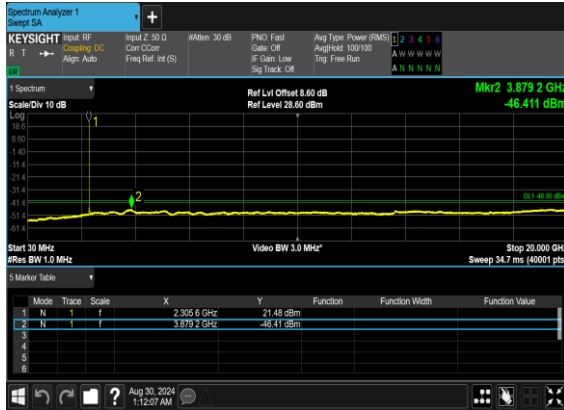 Spectrum Analyzer 1
Swept SA
+
KEYSIGHT Input: RF Input Z: 50 Ω #Atten: 30 dB PNO: Fast Avg Type: Power (RMS) 1 2 3 4 5 6
R T Coupling: DC Corr CCorr Gate: Off Avg|Hold: 100/100 A W W W W W
Align: Auto Freq Ref: Int (S) IF Gain: Low Trig: Free Run
Sig Track: Off A N N N N N
LU
1 Spectrum Ref Lvl Offset 8.60 dB Mkr2 3.879 2 GHz
Scale/Div 10 dB Ref Level 28.60 dBm -46.411 dBm
Log
1
18.6
8.60
-1.40
-11.4
-21.4
-31.4
2
DL1 -40.00 dBm
-41.4
-51.4
-61.4
Start 30 MHz Video BW 3.0 MHz* Stop 20.000 GHz
#Res BW 1.0 MHz Sweep 34.7 ms (40001 pts)
5 Marker Table
Mode Trace Scale X Y Function Function Width Function Value
1 N 1 f 2.305 6 GHz 21.48 dBm
2 N 1 f 3.879 2 GHz -46.41 dBm
3
4
5
6
? Aug 30, 2024
1:12:07 AM